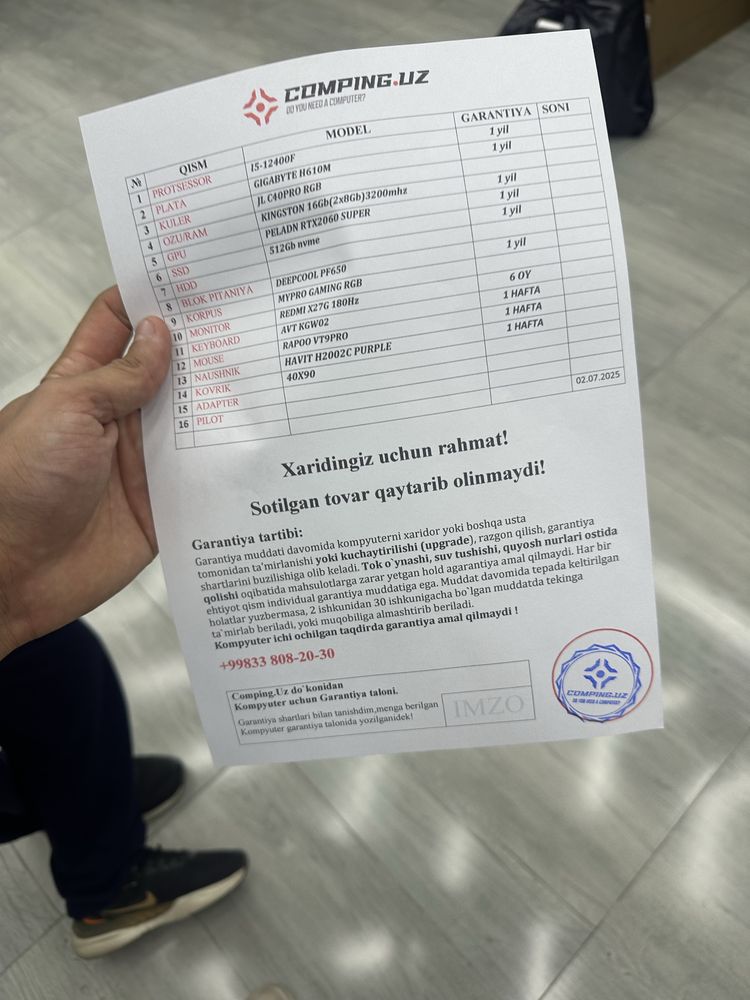 COMPING.UZ
DO YOU NEED A COMPUTER?
№ QISM MODEL GARANTIYA SONI
1 PROTSESSOR I5-12400F 1 yil
2 PLATA GIGABYTE H610M 1 yil
3 KULER JL C40PRO RGB
4 OZU/RAM KINGSTON 16Gb(2x8Gb)3200mhz 1 yil
5 GPU PELADN RTX2060 SUPER 1 yil
6 SSD 512Gb nvme 1 yil
7 HDD
8 BLOK PITANIYA DEEPCOOL PF650 1 yil
9 KORPUS MYPRO GAMING RGB
10 MONITOR REDMI X27G 180Hz 6 OY
11 KEYBOARD AVT KGW02 1 HAFTA
12 MOUSE RAPOO VT9PRO 1 HAFTA
13 NAUSHNIK HAVIT H2002C PURPLE 1 HAFTA
14 KOVRIK 40X90
15 ADAPTER
16 PILOT
02.07.2025
Xaridingiz uchun rahmat!
Sotilgan tovar qaytarib olinmaydi!
Garantiya tartibi:
Garantiya muddati davomida kompyuterni xaridor yoki boshqa usta
tomonidan ta'mirlanishi yoki kuchaytirilishi (upgrade), razgon qilish, garantiya
shartlarini buzilishiga olib keladi. Tok o`ynashi, suv tushishi, quyosh nurlari ostida
qolishi oqibatida mahsulotlarga zarar yetgan hold agarantiya amal qilmaydi. Har bir
ehtiyot qism individual garantiya muddatiga ega. Muddat davomida tepada keltirilgan
holatlar yuzbermasa, 2 ishkunidan 30 ishkunigacha bo`lgan muddatda tekinga
ta`mirlab beriladi, yoki muqobiliga almashtirib beriladi.
Kompyuter ichi ochilgan taqdirda garantiya amal qilmaydi !
+99833 808-20-30
Comping.Uz do`konidan
Kompyuter uchun Garantiya taloni.
Garantiya shartlari bilan tanishdim,menga berilgan
Kompyuter garantiya talonida yozilganidek!
IMZO
COMPING.UZ
DO YOU NEED A COMPUTER?